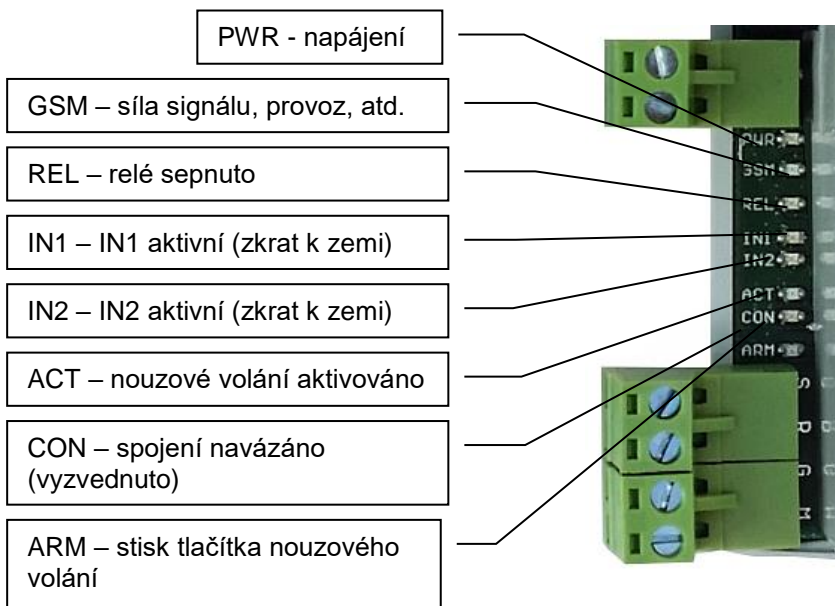 PWR - napájení
GSM – síla signálu, provoz, atd.
REL – relé sepnuto
IN1 – IN1 aktivní (zkrat k zemi)
IN2 – IN2 aktivní (zkrat k zemi)
ACT – nouzové volání aktivováno
CON – spojení navázáno
(vyzvednuto)
ARM – stisk tlačítka nouzového
volání
PWR
GSM
REL
IN1
IN2
ACT
CON
ARM
S
R
G
M